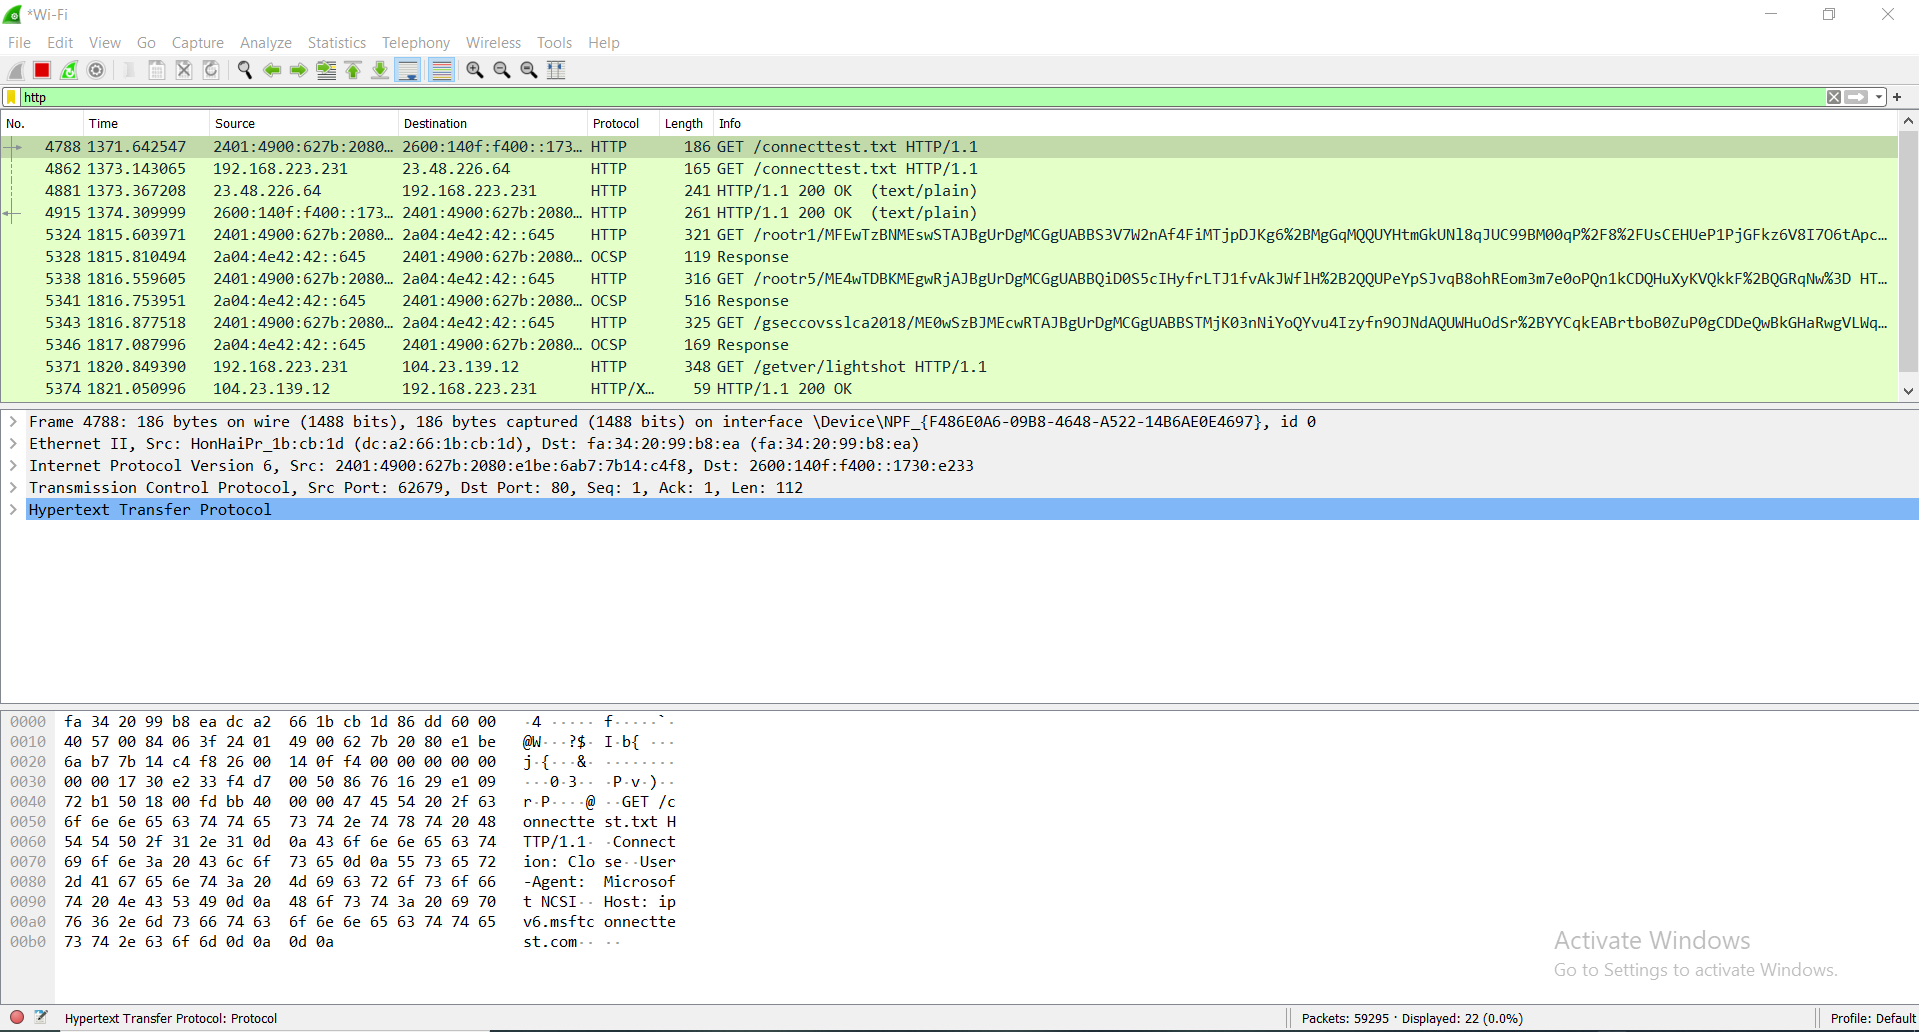 *Wi-Fi
File Edit View Go Capture Analyze Statistics Telephony Wireless Tools Help
http
No. Time Source Destination Protocol Length Info
4788 1371.642547 2401:4900:627b:2080… 2600:140f:f400::173… HTTP 186 GET /connecttest.txt HTTP/1.1
4862 1373.143065 192.168.223.231 23.48.226.64 HTTP 165 GET /connecttest.txt HTTP/1.1
4881 1373.367208 23.48.226.64 192.168.223.231 HTTP 241 HTTP/1.1 200 OK (text/plain)
4915 1374.309999 2600:140f:f400::173… 2401:4900:627b:2080… HTTP 261 HTTP/1.1 200 OK (text/plain)
5324 1815.603971 2401:4900:627b:2080… 2a04:4e42:42::645 HTTP 321 GET /rootr1/MFEwTzBNMEswSTAJBgUrDgMCGgUABBS3V7W2nAf4FiMTjpDJKg6%2BMgGqMQQUYHtmGkUNl8qJUC99BM00qP%2F8%2FUsCEHUeP1PjGFkz6V8I7O6tApc…
5328 1815.810494 2a04:4e42:42::645 2401:4900:627b:2080… OCSP 119 Response
5338 1816.559605 2401:4900:627b:2080… 2a04:4e42:42::645 HTTP 316 GET /rootr5/ME4wTDBKMEgwRjAJBgUrDgMCGgUABBQiD0S5cIHyfrLTJ1fvAkJWflH%2B2QQUPeYpSJvqB8ohREom3m7e0oPQn1kCDQHuXyKVQkkF%2BQGRqNw%3D HT…
5341 1816.753951 2a04:4e42:42::645 2401:4900:627b:2080… OCSP 516 Response
5343 1816.877518 2401:4900:627b:2080… 2a04:4e42:42::645 HTTP 325 GET /gseccovsslca2018/ME0wSzBJMEcwRTAJBgUrDgMCGgUABBSTMjK03nNiYoQYvu4Izyfn9OJNdAQUWHuOdSr%2BYYCqkEABrtboB0ZuP0gCDDeQwBkGHaRwgVLWq…
5346 1817.087996 2a04:4e42:42::645 2401:4900:627b:2080… OCSP 169 Response
5371 1820.849390 192.168.223.231 104.23.139.12 HTTP 348 GET /getver/lightshot HTTP/1.1
5374 1821.050996 104.23.139.12 192.168.223.231 HTTP/X… 59 HTTP/1.1 200 OK
Frame 4788: 186 bytes on wire (1488 bits), 186 bytes captured (1488 bits) on interface \Device\NPF_{F486E0A6-09B8-4648-A522-14B6AE0E4697}, id 0
Ethernet II, Src: HonHaiPr_1b:cb:1d (dc:a2:66:1b:cb:1d), Dst: fa:34:20:99:b8:ea (fa:34:20:99:b8:ea)
Internet Protocol Version 6, Src: 2401:4900:627b:2080:e1be:6ab7:7b14:c4f8, Dst: 2600:140f:f400::1730:e233
Transmission Control Protocol, Src Port: 62679, Dst Port: 80, Seq: 1, Ack: 1, Len: 112
Hypertext Transfer Protocol
0000 fa 34 20 99 b8 ea dc a2 66 1b cb 1d 86 dd 60 00 ·4 ····· f·····`·
0010 40 57 00 84 06 3f 24 01 49 00 62 7b 20 80 e1 be @W···?$· I·b{ ···
0020 6a b7 7b 14 c4 f8 26 00 14 0f f4 00 00 00 00 00 j·{···&· ········
0030 00 00 17 30 e2 33 f4 d7 00 50 86 76 16 29 e1 09 ···0·3·· ·P·v·)··
0040 72 b1 50 18 00 fd bb 40 00 00 47 45 54 20 2f 63 r·P····@ ··GET /c
0050 6f 6e 6e 65 63 74 74 65 73 74 2e 74 78 74 20 48 onnectte st.txt H
0060 54 54 50 2f 31 2e 31 0d 0a 43 6f 6e 6e 65 63 74 TTP/1.1· ·Connect
0070 69 6f 6e 3a 20 43 6c 6f 73 65 0d 0a 55 73 65 72 ion: Clo se··User
0080 2d 41 67 65 6e 74 3a 20 4d 69 63 72 6f 73 6f 66 -Agent: Microsof
0090 74 20 4e 43 53 49 0d 0a 48 6f 73 74 3a 20 69 70 t NCSI·· Host: ip
00a0 76 36 2e 6d 73 66 74 63 6f 6e 6e 65 63 74 74 65 v6.msftc onnectte
00b0 73 74 2e 63 6f 6d 0d 0a 0d 0a st.com·· ··
Activate Windows
Go to Settings to activate Windows.
Hypertext Transfer Protocol: Protocol
Packets: 59295 · Displayed: 22 (0.0%)
Profile: Default